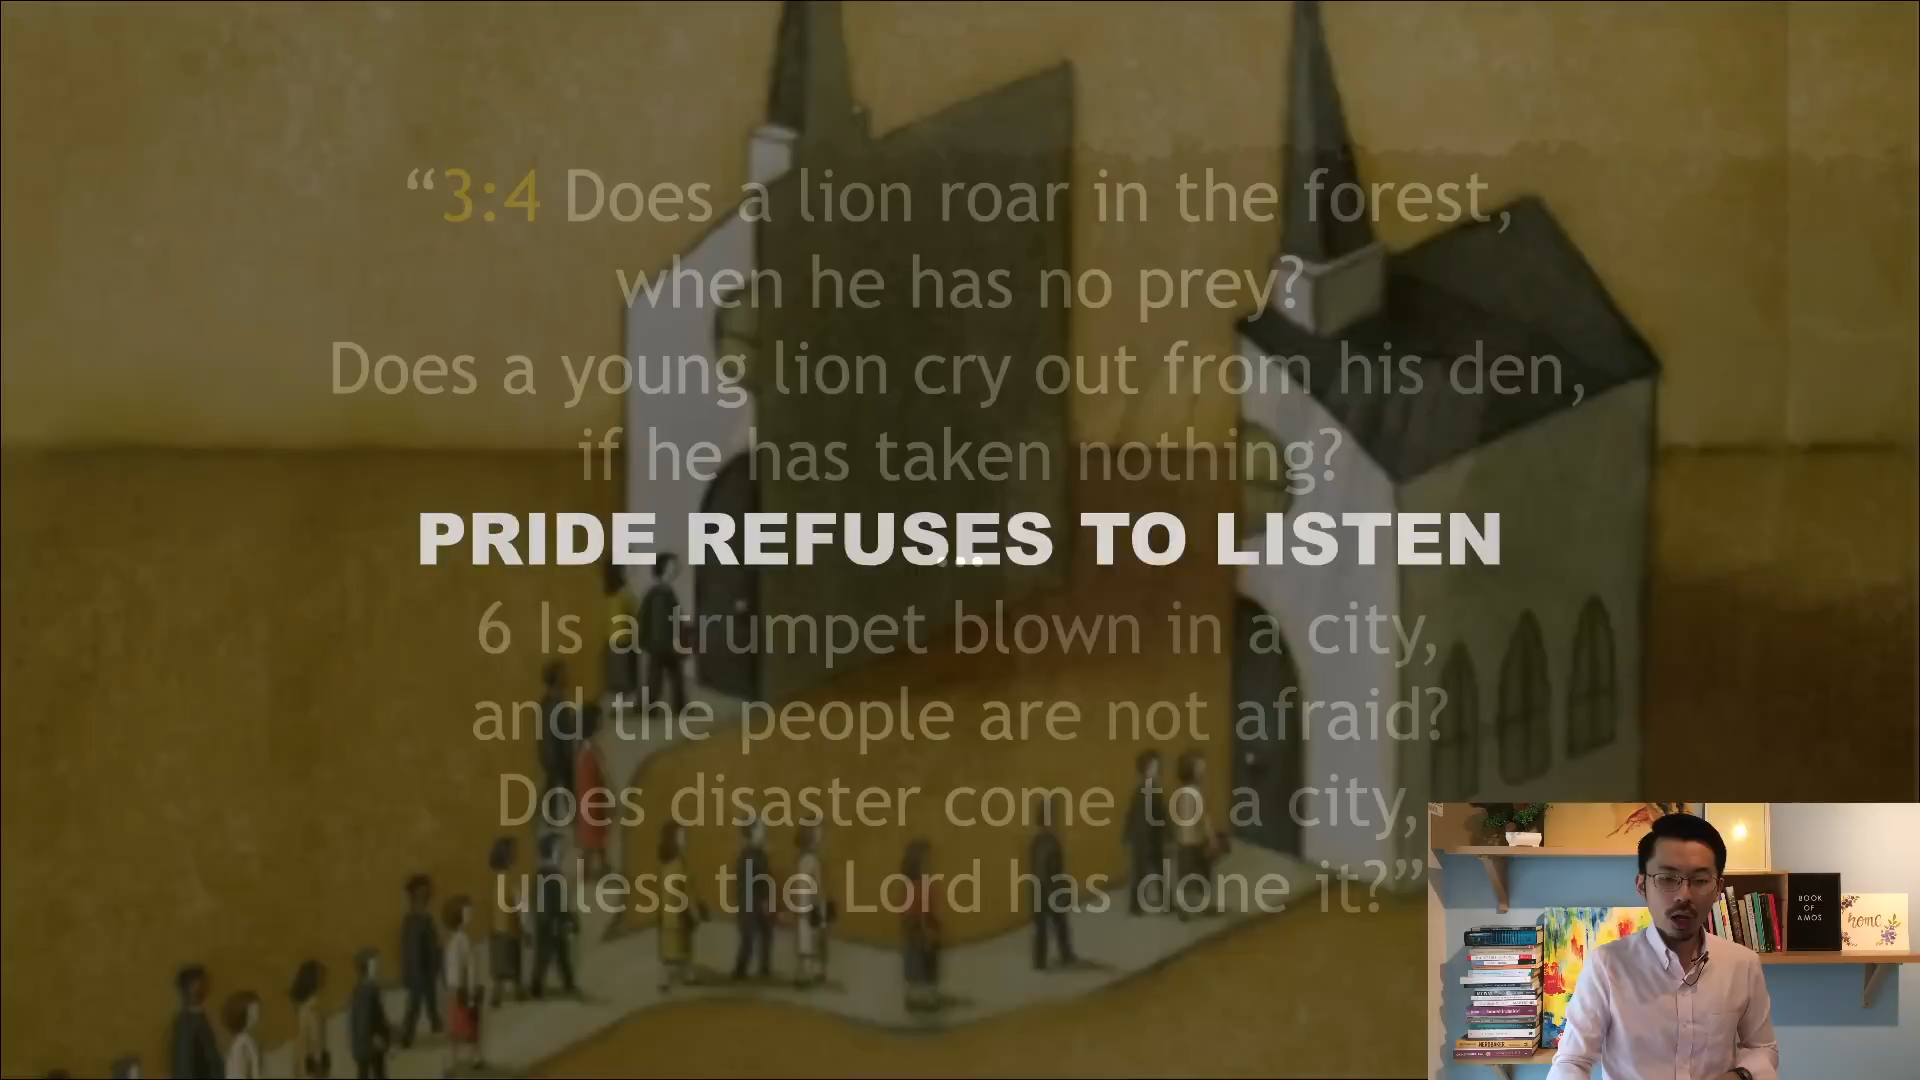 “3:4 Does a lion roar in the forest,
when he has no prey?
Does a young lion cry out from his den,
if he has taken nothing?
PRIDE REFUSES TO LISTEN
...
6 Is a trumpet blown in a city,
and the people are not afraid?
Does disaster come to a city,
unless the Lord has done it?”
BOOK
OF
AMOS
home